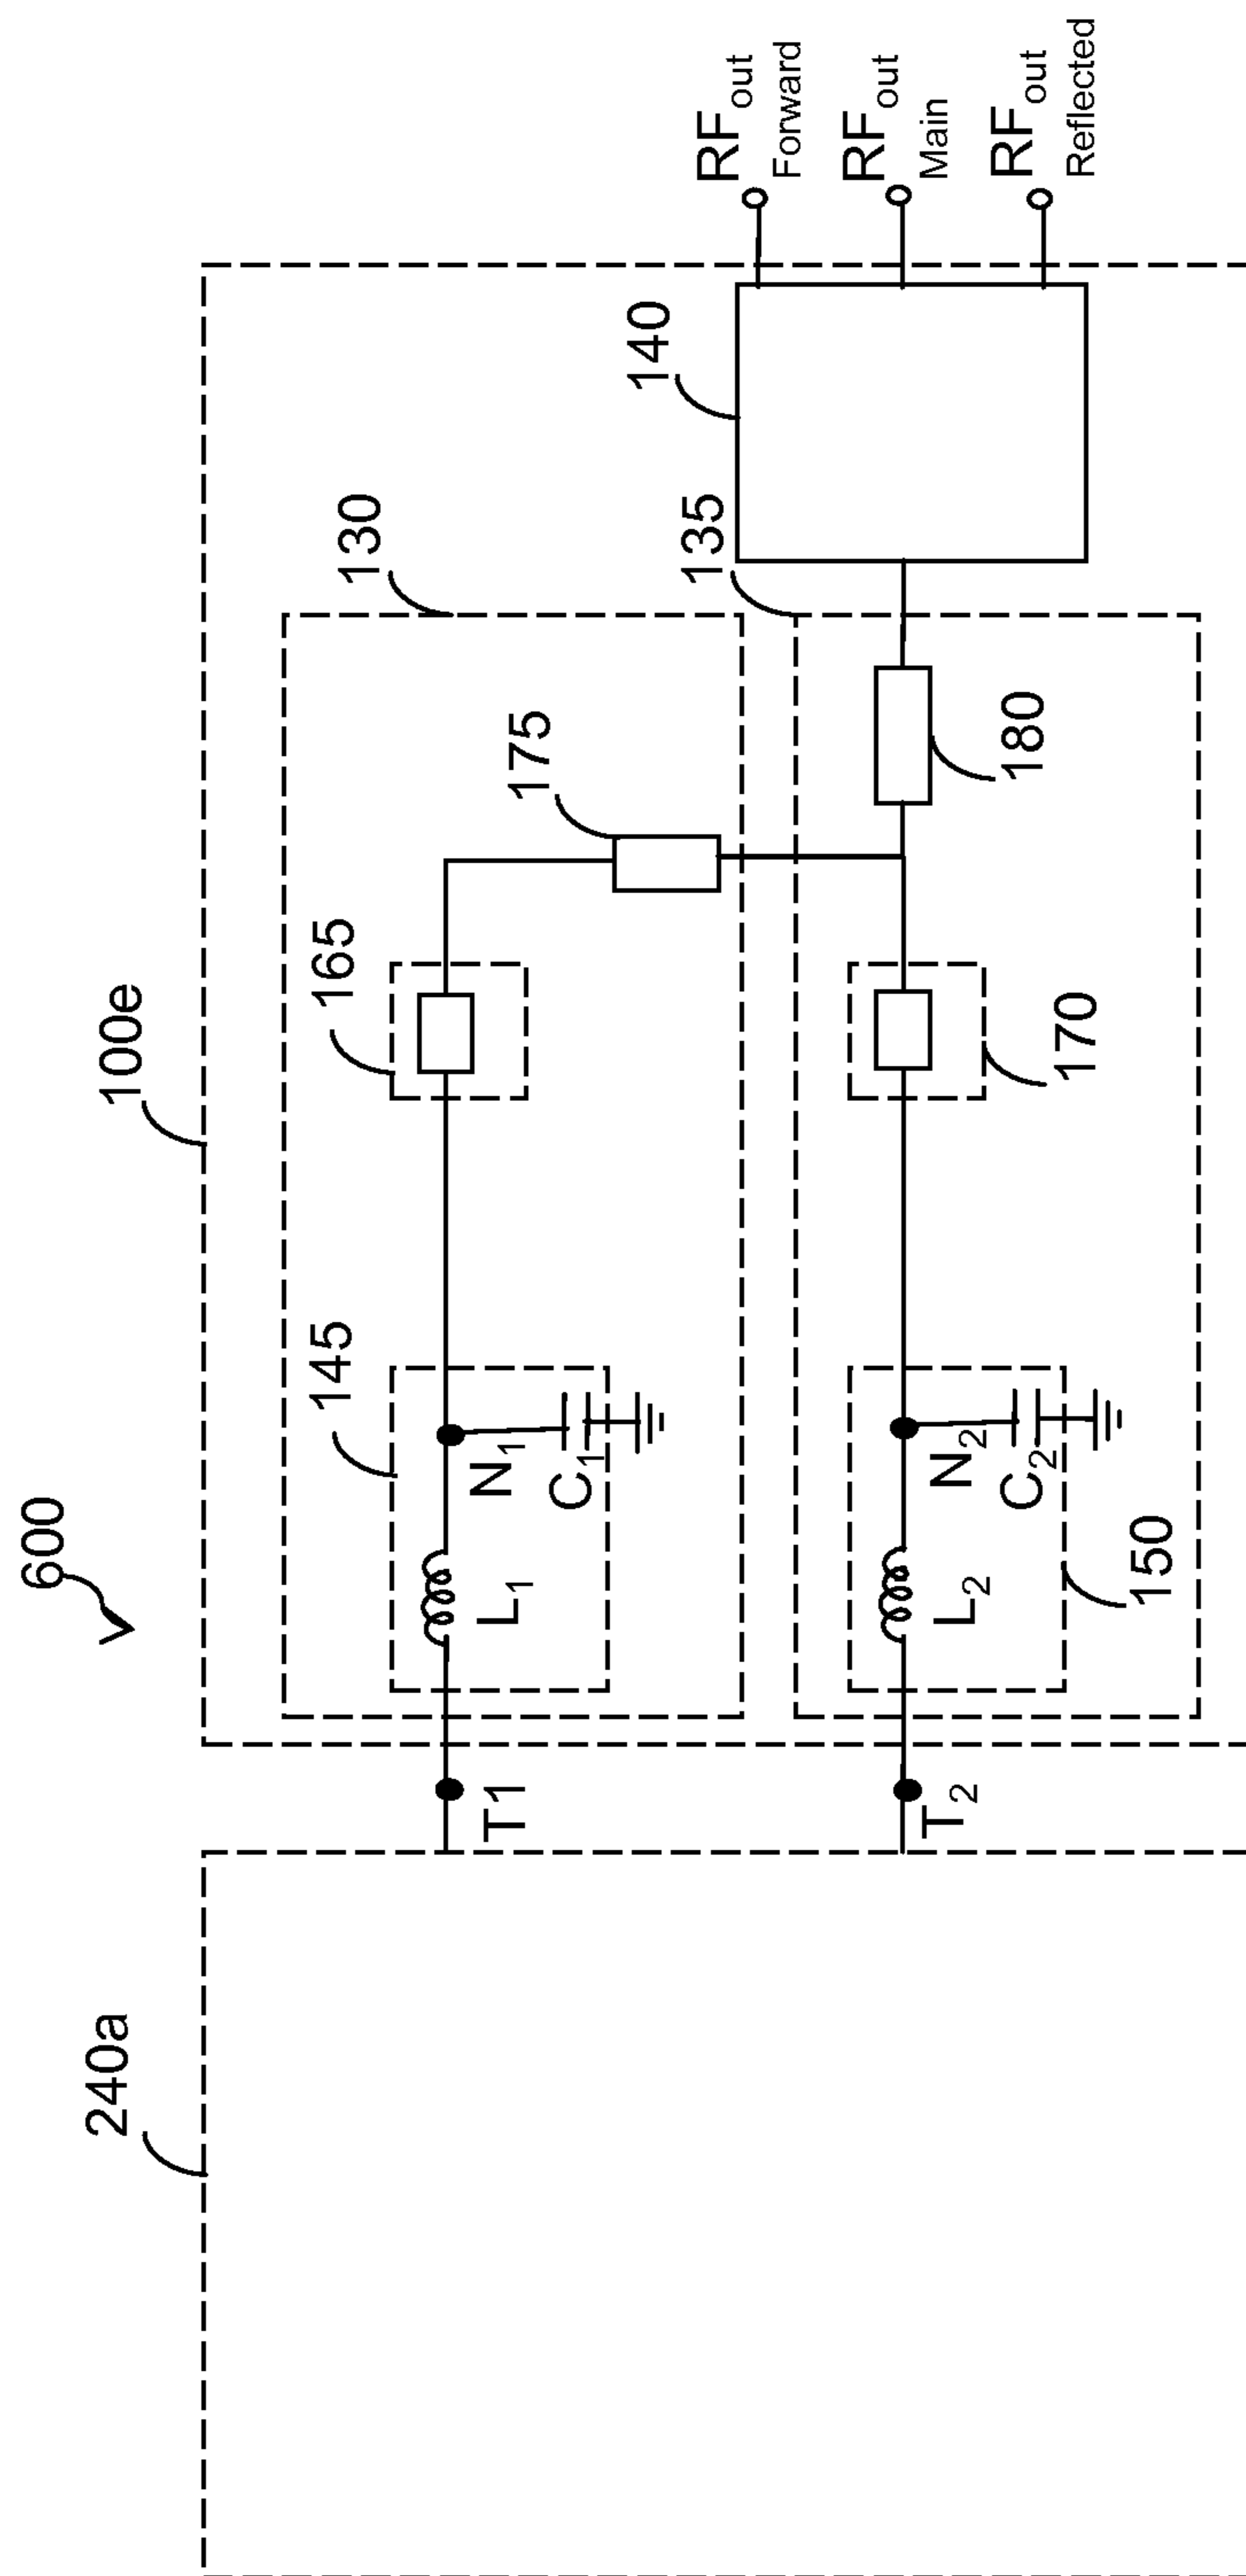 600
240a
100e
T1
T2
145
L1
N1
C1
165
175
130
150
L2
N2
C2
170
180
135
140
RFout
Forward
RFout
Main
RFout
Reflected